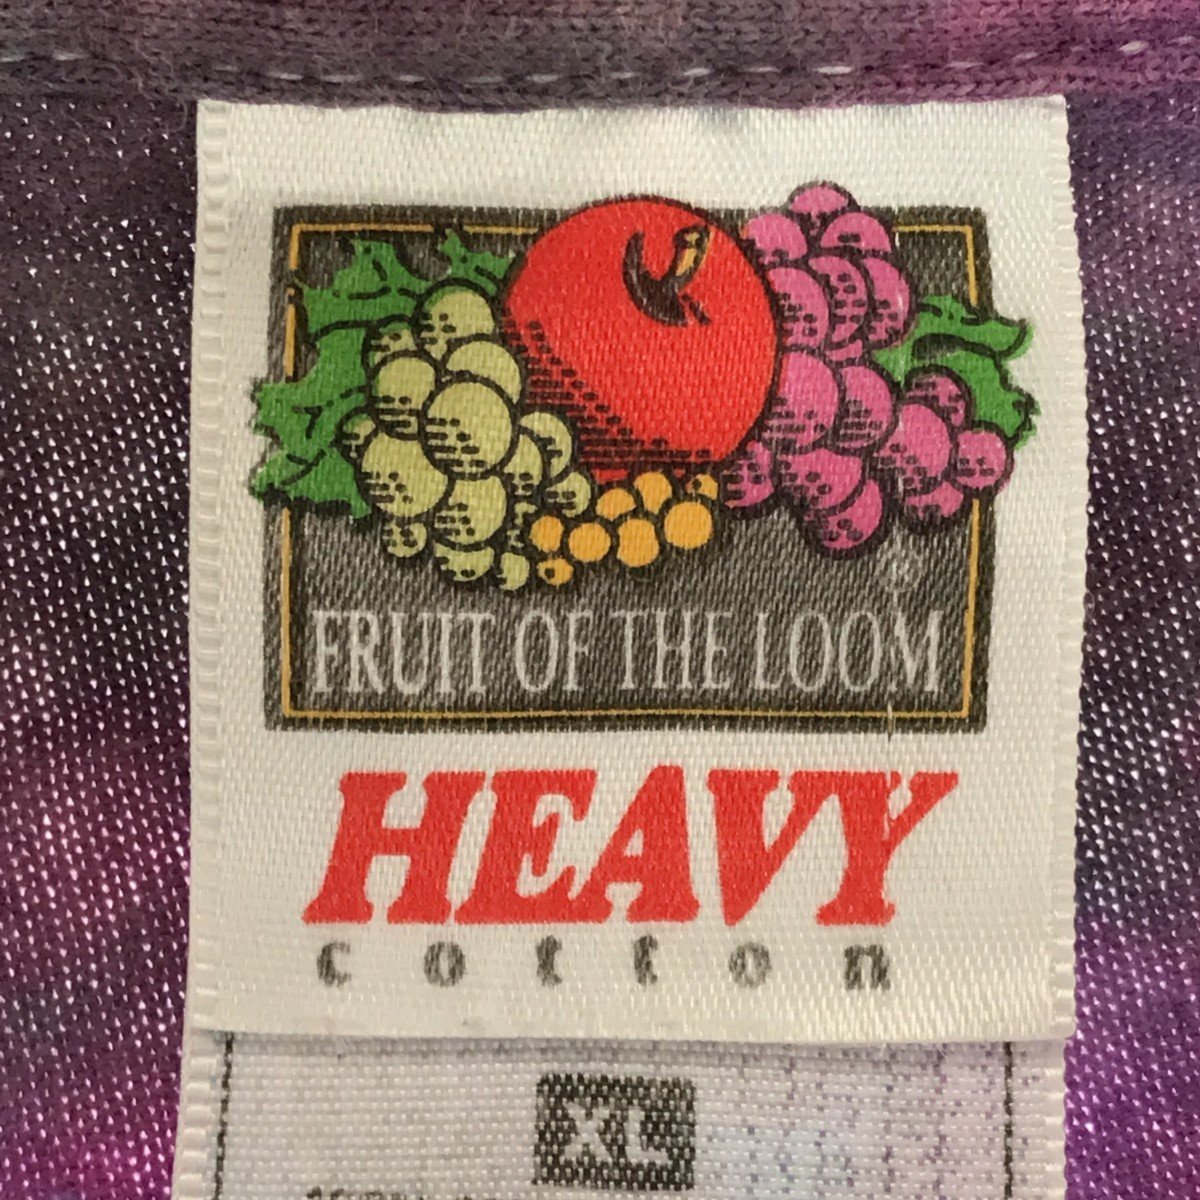 ®
FRUIT OF THE LOOM
HEAVY
cotton
XL